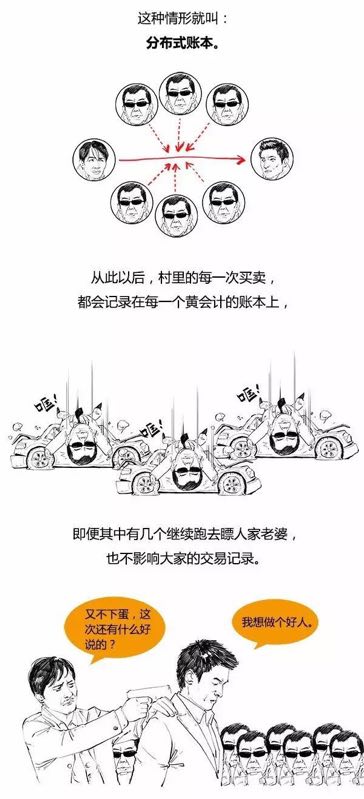 这种情形就叫：
分布式账本。
从此以后，村里的每一次买卖，
都会记录在每一个黄会计的账本上，
哐！
哐！
哐！
即便其中有几个继续跑去瞟人家老婆，
也不影响大家的交易记录。
又不下蛋，这
次还有什么好
说的？
我想做个好人。